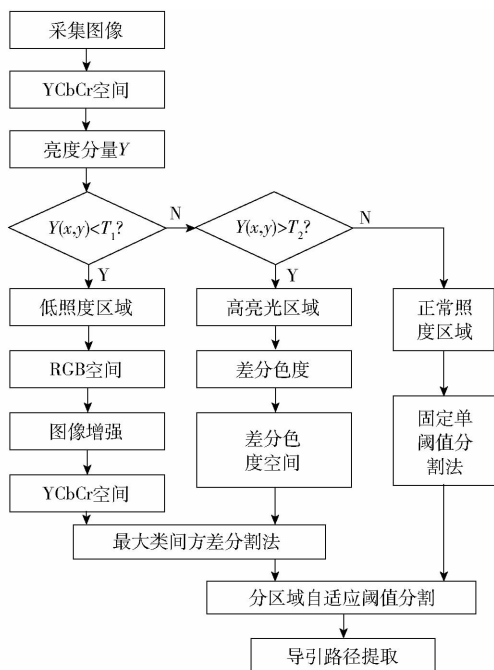 采集图像
YCbCr空间
亮度分量Y
Y(x,y)<T₁?
N
Y(x,y)>T₂?
N
Y
Y
低照度区域
高亮光区域
正常照
度区域
RGB空间
差分色度
图像增强
差分色
度空间
固定单
阈值分
割法
YCbCr空间
最大类间方差分割法
分区域自适应阈值分割
导引路径提取